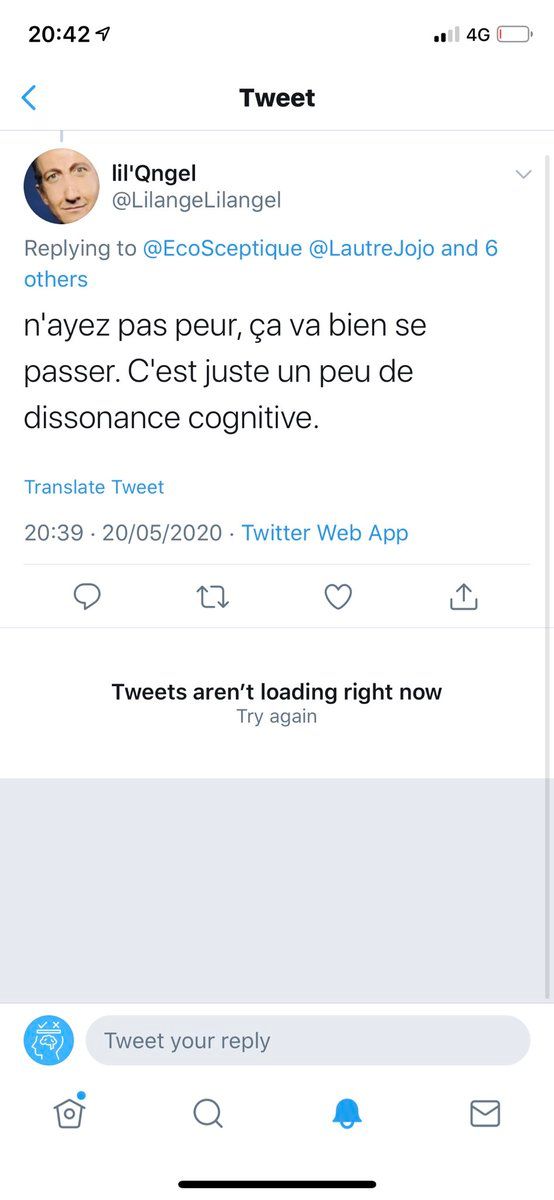 20:42
4G
Tweet
lil'Qngel
@LilangeLilangel
Replying to @EcoSceptique @LautreJojo and 6
others
n'ayez pas peur, ça va bien se
passer. C'est juste un peu de
dissonance cognitive.
Translate Tweet
20:39 · 20/05/2020 · Twitter Web App
Tweets aren’t loading right now
Try again
Tweet your reply